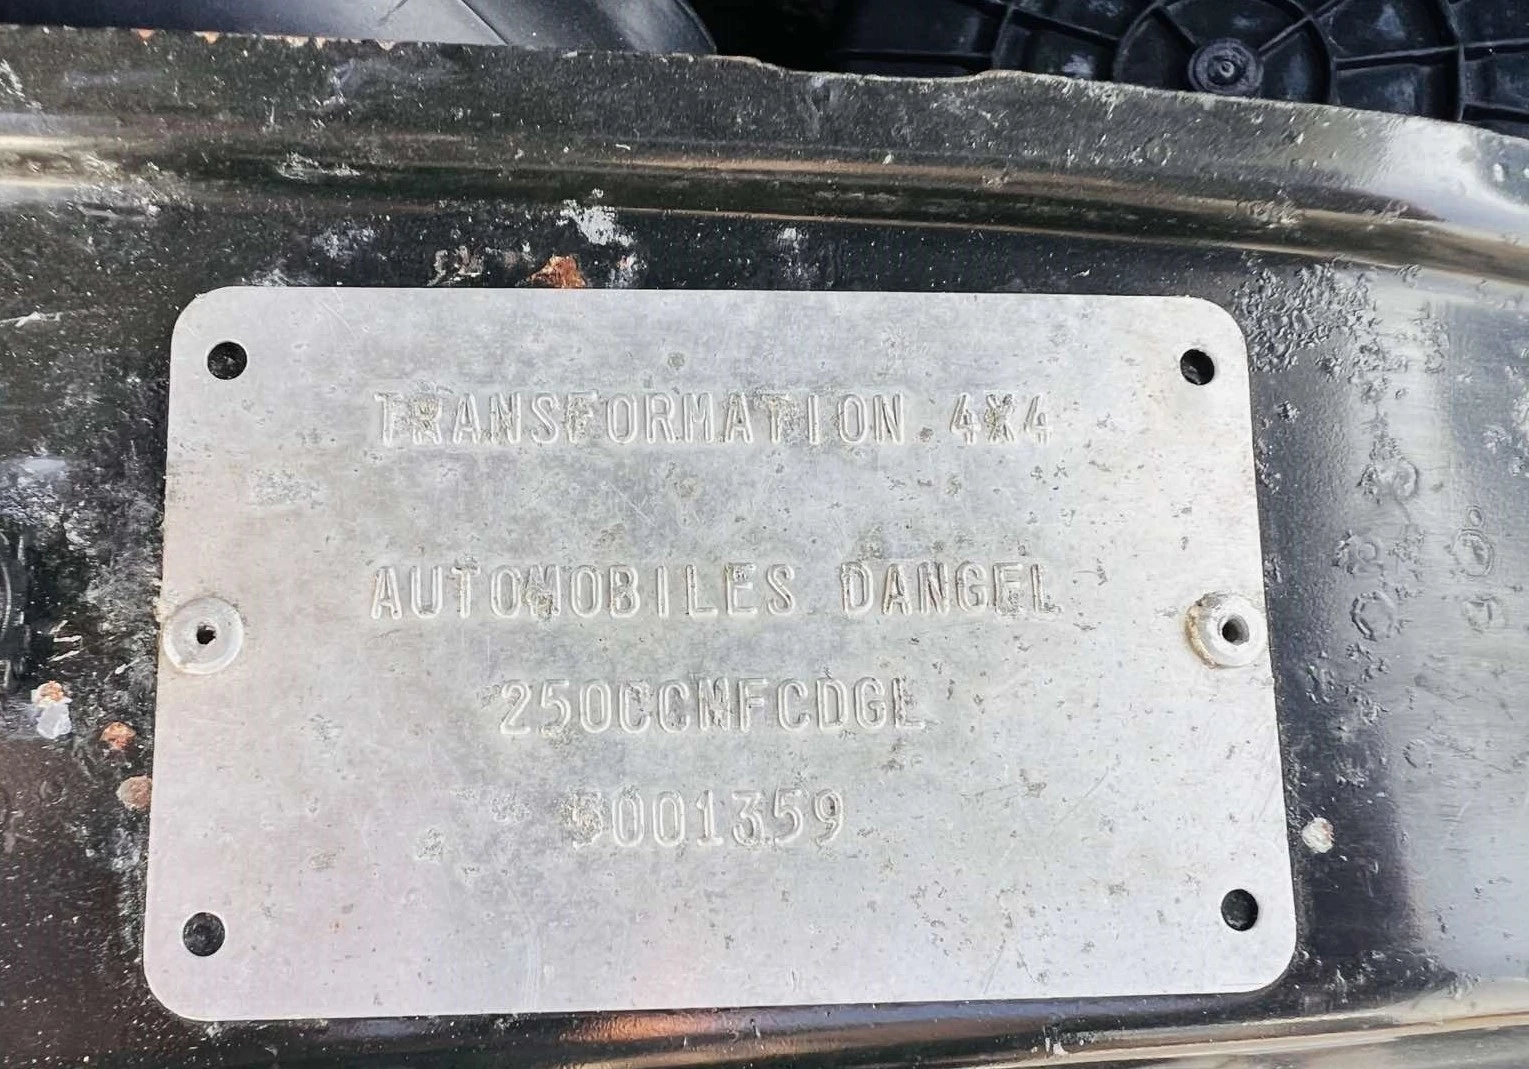 TRANSFORMATION 4X4
AUTOMOBILES DANGEL
250CCMFCDGL
5001359